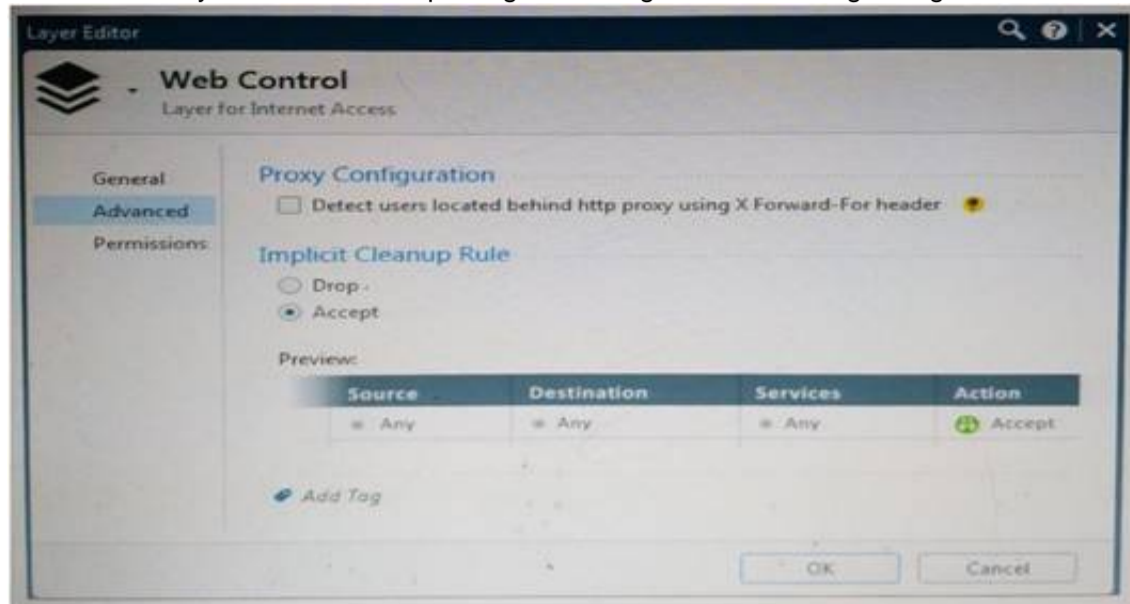 Layer Editor
Web Control
Layer for Internet Access
General
Advanced
Permissions
Proxy Configuration
Detect users located behind http proxy using X Forward-For header
Implicit Cleanup Rule
Drop
Accept
Preview:
Source Destination Services Action
Any Any Any Accept
Add Tag
OK Cancel